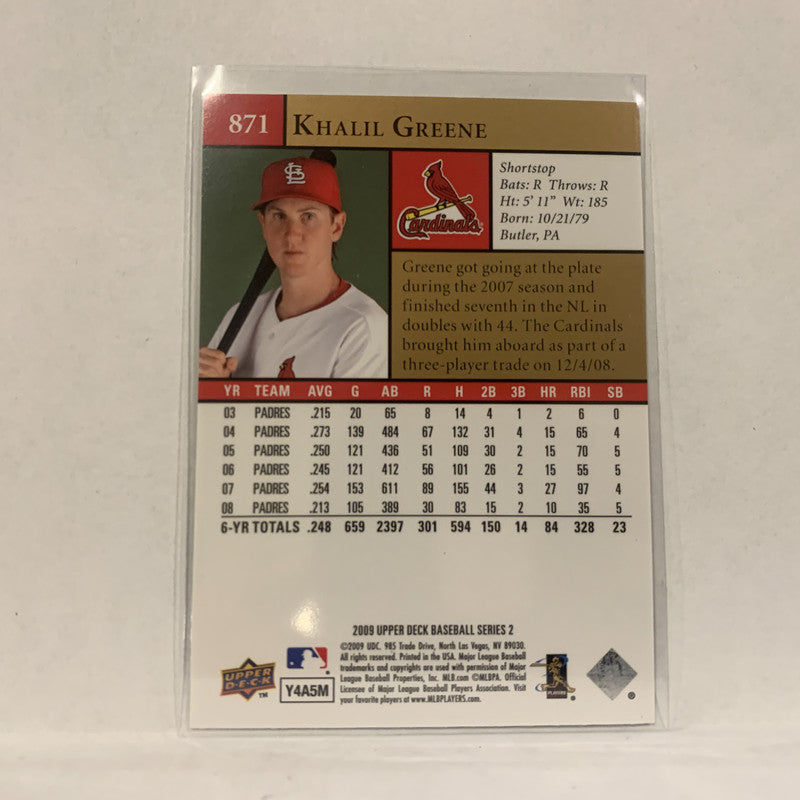 871 KHALIL GREENE
STL
Cardinals
Shortstop
Bats: R Throws: R
Ht: 5' 11" Wt: 185
Born: 10/21/79
Butler, PA
Greene got going at the plate
during the 2007 season and
finished seventh in the NL in
doubles with 44. The Cardinals
brought him aboard as part of a
three-player trade on 12/4/08.
YR TEAM AVG G AB R H 2B 3B HR RBI SB
03 PADRES .215 20 65 8 14 4 1 2 6 0
04 PADRES .273 139 484 67 132 31 4 15 65 4
05 PADRES .250 121 436 51 109 30 2 15 70 5
06 PADRES .245 121 412 56 101 26 2 15 55 5
07 PADRES .254 153 611 89 155 44 3 27 97 4
08 PADRES .213 105 389 30 83 15 2 10 35 5
6-YR TOTALS .248 659 2397 301 594 150 14 84 328 23
2009 UPPER DECK BASEBALL SERIES 2
©2009 UDC. 985 Trade Drive, North Las Vegas, NV 89030.
All rights reserved. Printed in the USA. Major League Baseball
trademarks and copyrights are used with permission of Major
League Baseball Properties, Inc. MLB.com ©MLBPA. Official
Licensee of Major League Baseball Players Association. Visit
your favorite players at www.MLBPLAYERS.com.
UPPER DECK TM
Y4A5M
PLAYERS ®
®